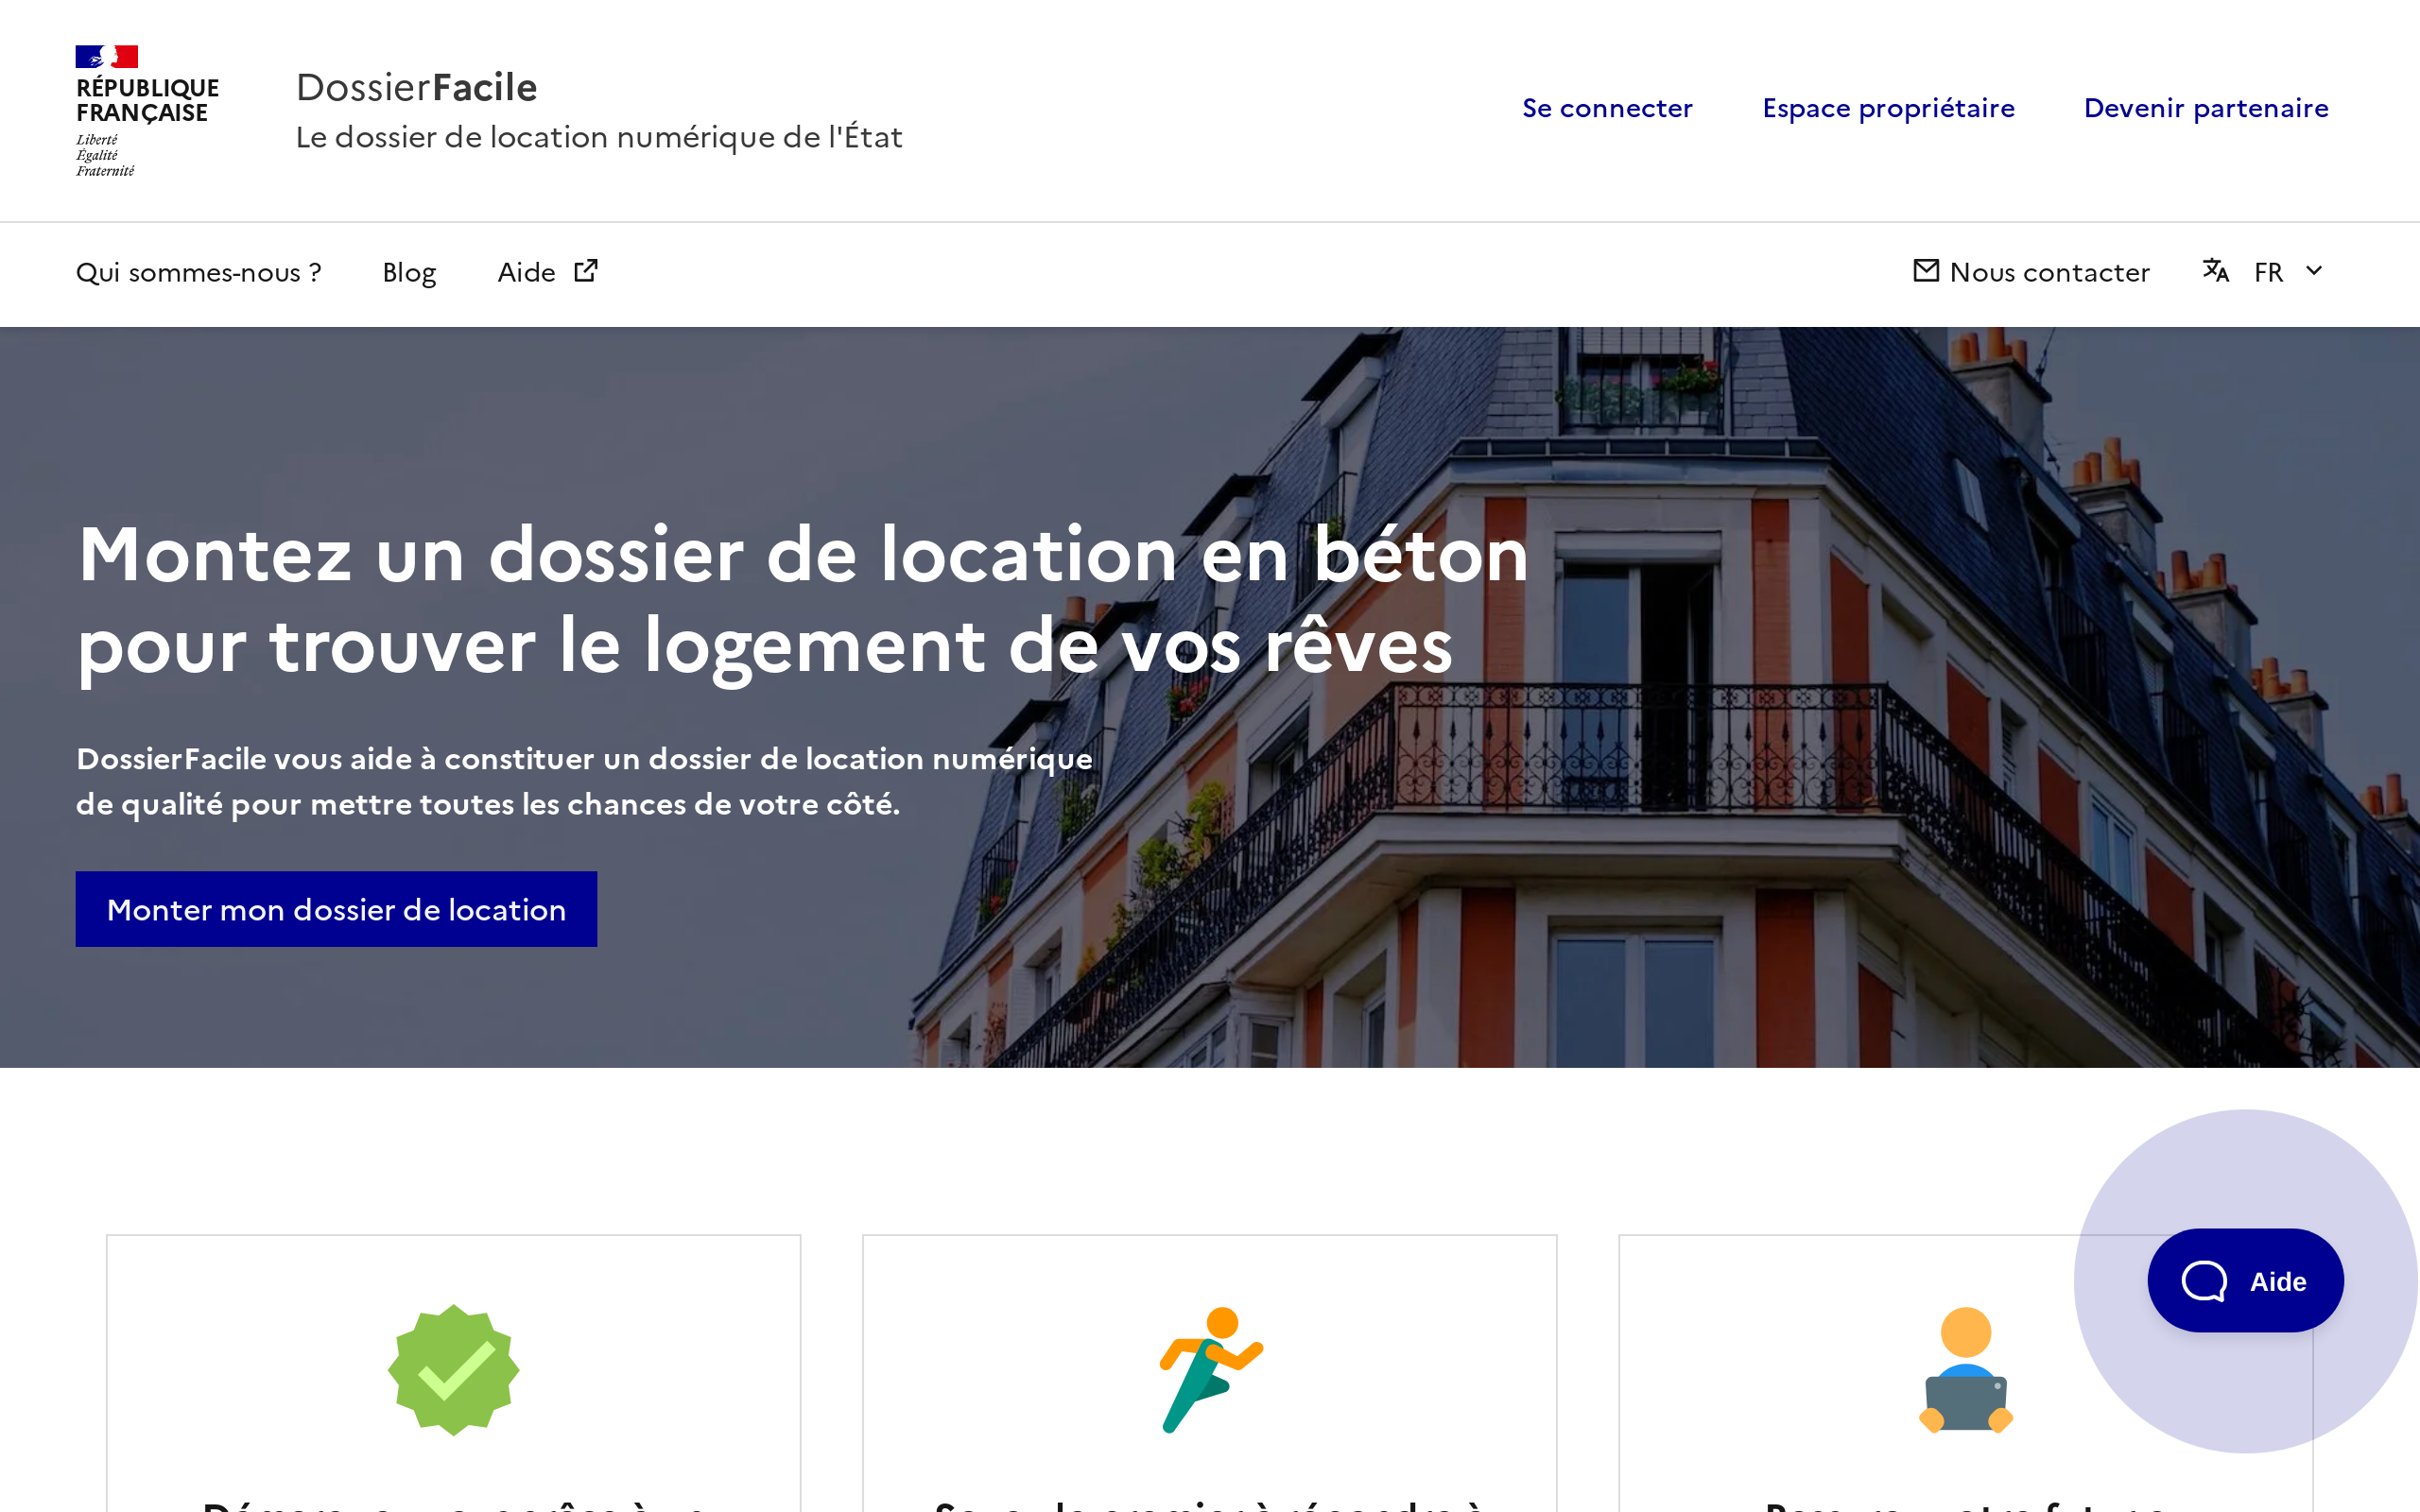 RÉPUBLIQUE
FRANÇAISE
Liberté
Égalité
Fraternité
DossierFacile
Le dossier de location numérique de l'État
Se connecter
Espace propriétaire
Devenir partenaire
Qui sommes-nous ?
Blog
Aide
Nous contacter
FR
Montez un dossier de location en béton
pour trouver le logement de vos rêves
DossierFacile vous aide à constituer un dossier de location numérique
de qualité pour mettre toutes les chances de votre côté.
Monter mon dossier de location
Aide